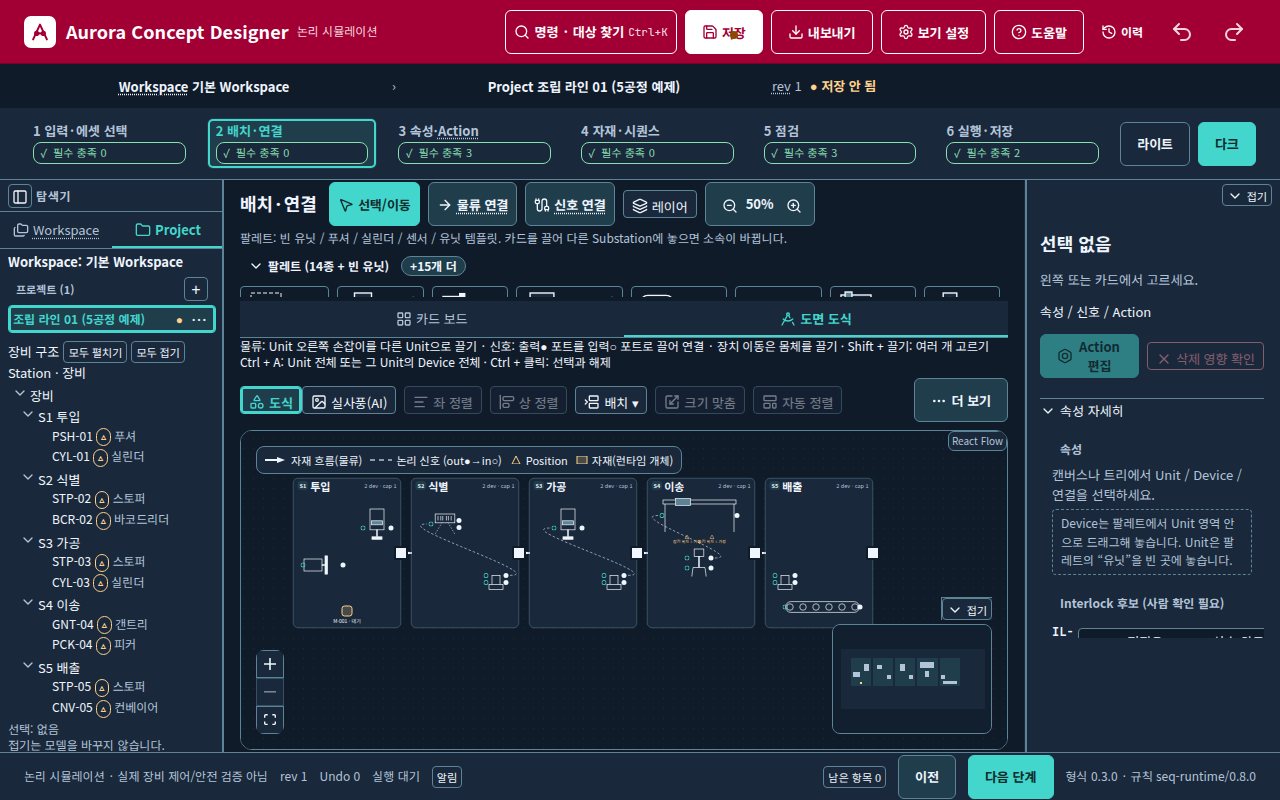 Aurora Concept Designer 논리 시뮬레이션
명령 · 대상 찾기 Ctrl+K
내보내기
보기 설정
도움말
이력
Workspace 기본 Workspace
›
Project 조립 라인 01 (5공정 예제)
rev 1 ● 저장 안 됨
1 입력·에셋 선택
✓ 필수 충족 0
2 배치·연결
✓ 필수 충족 0
3 속성·Action
✓ 필수 충족 3
4 자재·시퀀스
✓ 필수 충족 0
5 점검
✓ 필수 충족 3
6 실행·저장
✓ 필수 충족 2
라이트
다크
탐색기
Workspace
Project
Workspace: 기본 Workspace
프로젝트 (1)
+
조립 라인 01 (5공정 예제) ● ···
장비 구조 모두 펼치기 모두 접기
Station · 장비
장비
S1 투입
PSH-01 푸셔
CYL-01 실린더
S2 식별
STP-02 스토퍼
BCR-02 바코드리더
S3 가공
STP-03 스토퍼
CYL-03 실린더
S4 이송
GNT-04 갠트리
PCK-04 피커
S5 배출
STP-05 스토퍼
CNV-05 컨베이어
선택: 없음
접기는 모델을 바꾸지 않습니다.
배치·연결
선택/이동
물류 연결
신호 연결
레이어
50%
팔레트: 빈 유닛 / 푸셔 / 실린더 / 센서 / 유닛 템플릿. 카드를 끌어 다른 Substation에 놓으면 소속이 바뀝니다.
팔레트 (14종 + 빈 유닛) +15개 더
카드 보드
도면 도식
물류: Unit 오른쪽 손잡이를 다른 Unit으로 끌기 · 신호: 출력● 포트를 입력○ 포트로 끌어 연결 · 장치 이동은 몸체를 끌기 · Shift + 끌기: 여러 개 고르기
Ctrl + A: Unit 전체 또는 그 Unit의 Device 전체 · Ctrl + 클릭: 선택과 해제
도식
실사풍(AI)
좌 정렬
상 정렬
배치 ▾
크기 맞춤
자동 정렬
··· 더 보기
React Flow
자재 흐름(물류) 논리 신호 (out●→in○) Position 자재(런타임 개체)
S1 투입 2 dev · cap 1
S2 식별 2 dev · cap 1
S3 가공 2 dev · cap 1
S4 이송 2 dev · cap 1
S5 배출 2 dev · cap 1
M-001 · 대기
접기
접기
선택 없음
왼쪽 또는 카드에서 고르세요.
속성 / 신호 / Action
Action
편집
삭제 영향 확인
속성 자세히
속성
캔버스나 트리에서 Unit / Device /
연결을 선택하세요.
Device는 팔레트에서 Unit 영역 안
으로 드래그해 놓습니다. Unit은 팔
레트의 “유닛”을 빈 곳에 놓습니다.
Interlock 후보 (사람 확인 필요)
IL-
논리 시뮬레이션 · 실제 장비 제어/안전 검증 아님 rev 1 Undo 0 실행 대기 알림
남은 항목 0
이전
다음 단계
형식 0.3.0 · 규칙 seq-runtime/0.8.0